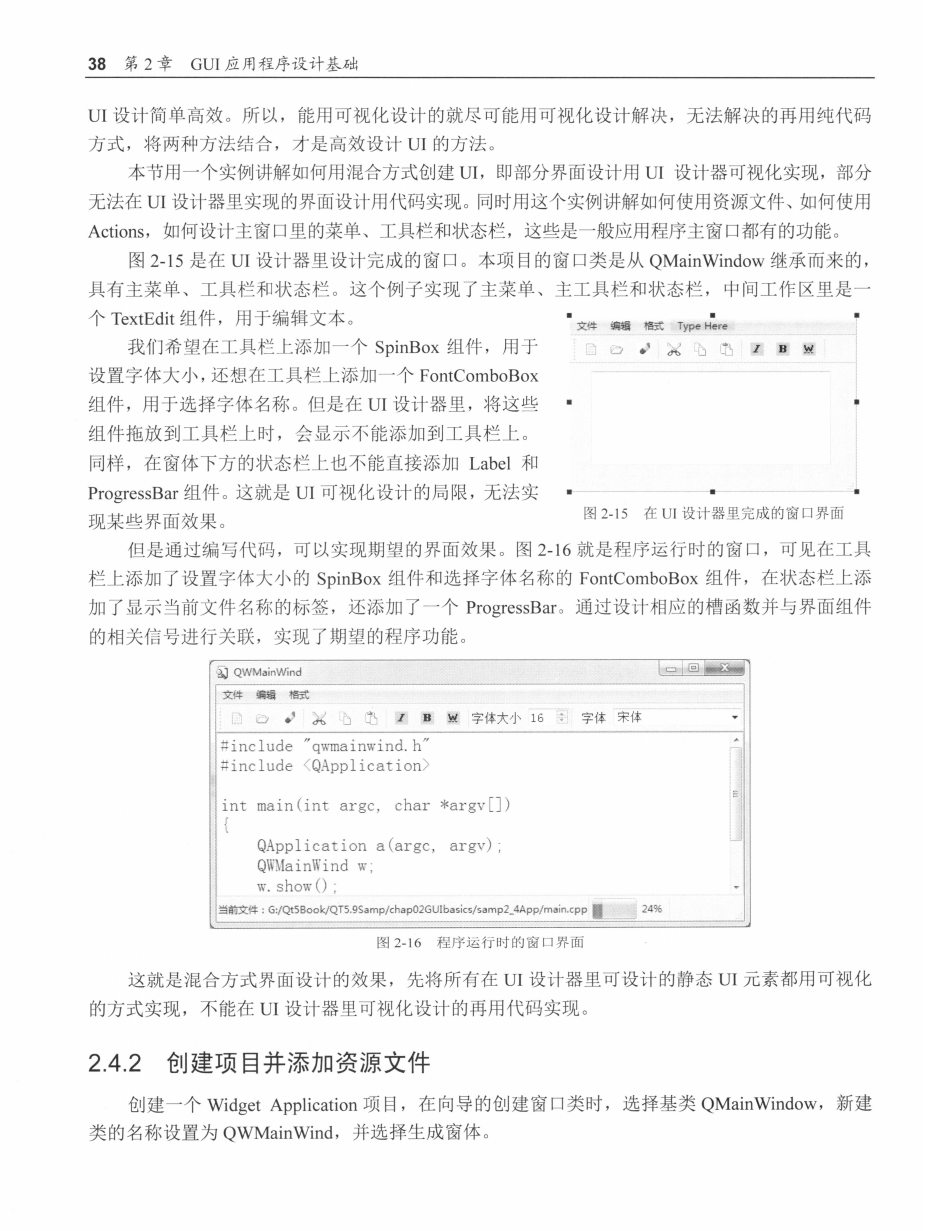 38 第 2 章 GUI 应用程序设计基础
UI 设计简单高效。所以，能用可视化设计的就尽可能用可视化设计解决，无法解决的再用纯代码
方式，将两种方法结合，才是高效设计 UI 的方法。
本节用一个实例讲解如何用混合方式创建 UI，即部分界面设计用 UI 设计器可视化实现，部分
无法在 UI 设计器里实现的界面设计用代码实现。同时用这个实例讲解如何使用资源文件、如何使用
Actions，如何设计主窗口里的菜单、工具栏和状态栏，这些是一般应用程序主窗口都有的功能。
图 2-15 是在 UI 设计器里设计完成的窗口。本项目的窗口类是从 QMainWindow 继承而来的，
具有主菜单、工具栏和状态栏。这个例子实现了主菜单、主工具栏和状态栏，中间工作区里是一
个 TextEdit 组件，用于编辑文本。
我们希望在工具栏上添加一个 SpinBox 组件，用于
设置字体大小，还想在工具栏上添加一个 FontComboBox
组件，用于选择字体名称。但是在 UI 设计器里，将这些
组件拖放到工具栏上时，会显示不能添加到工具栏上。
同样，在窗体下方的状态栏上也不能直接添加 Label 和
ProgressBar 组件。这就是 UI 可视化设计的局限，无法实
现某些界面效果。
文件 编辑 格式 Type Here
I B W
图 2-15 在 UI 设计器里完成的窗口界面
但是通过编写代码，可以实现期望的界面效果。图 2-16 就是程序运行时的窗口，可见在工具
栏上添加了设置字体大小的 SpinBox 组件和选择字体名称的 FontComboBox 组件，在状态栏上添
加了显示当前文件名称的标签，还添加了一个 ProgressBar。通过设计相应的槽函数并与界面组件
的相关信号进行关联，实现了期望的程序功能。
QWMainWind
文件 编辑 格式
I B W 字体大小 16 字体 宋体
#include "qwmainwind.h"
#include <QApplication>
int main(int argc, char *argv[])
{
QApplication a(argc, argv);
QWMainWind w;
w.show();
当前文件：G:/Qt5Book/QT5.9Samp/chap02GUIbasics/samp2_4App/main.cpp 24%
图 2-16 程序运行时的窗口界面
这就是混合方式界面设计的效果，先将所有在 UI 设计器里可设计的静态 UI 元素都用可视化
的方式实现，不能在 UI 设计器里可视化设计的再用代码实现。
2.4.2 创建项目并添加资源文件
创建一个 Widget Application 项目，在向导的创建窗口类时，选择基类 QMainWindow，新建
类的名称设置为 QWMainWind，并选择生成窗体。